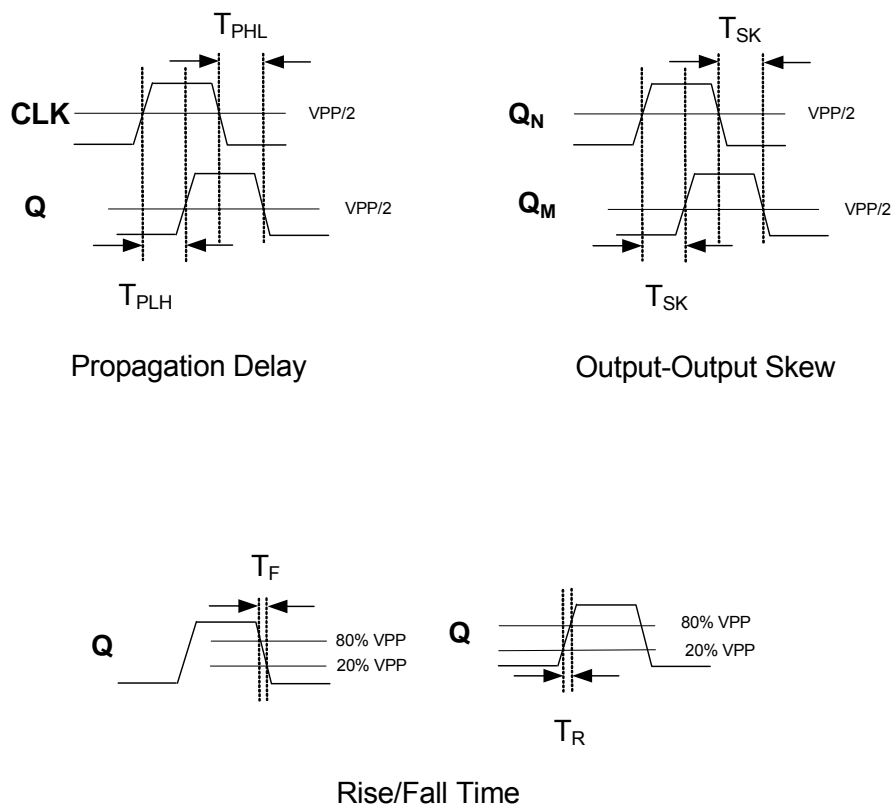 T_PHL
CLK
VPP/2
Q
VPP/2
T_PLH
Propagation Delay
T_SK
Q_N
VPP/2
Q_M
VPP/2
T_SK
Output-Output Skew
T_F
Q
80% VPP
20% VPP
Q
80% VPP
20% VPP
T_R
Rise/Fall Time